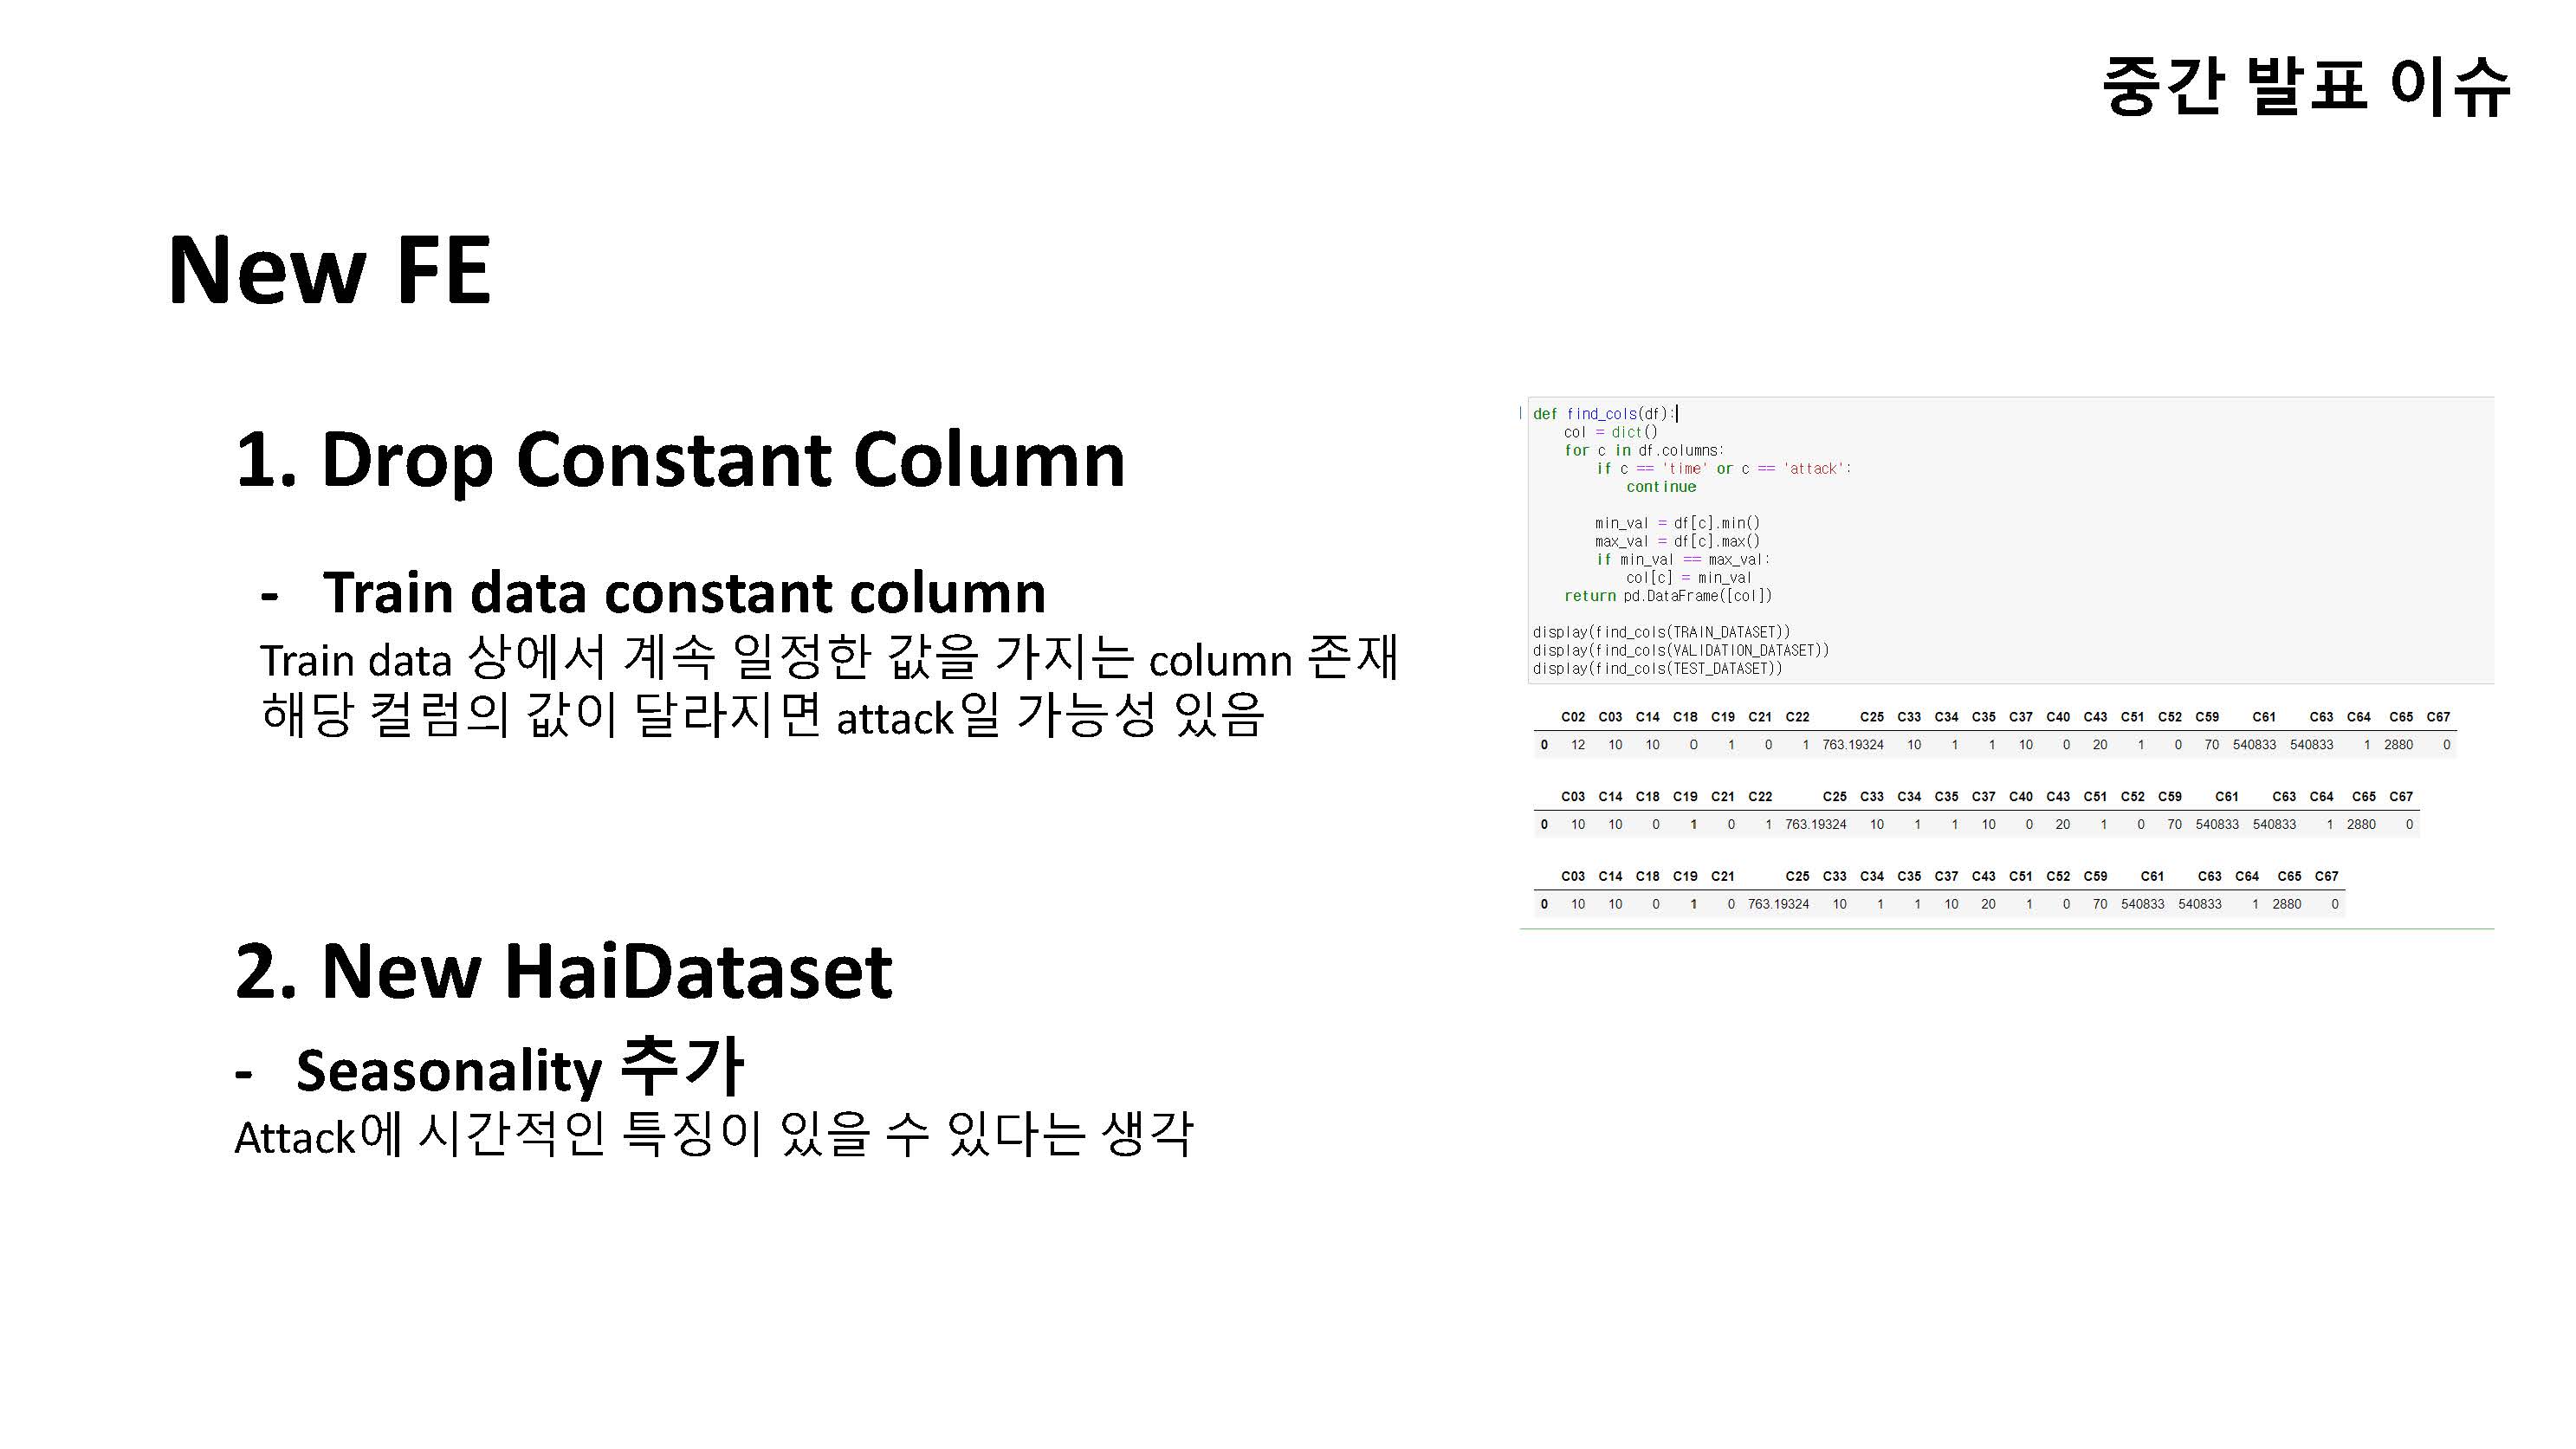 중간 발표 이슈
New FE
1. Drop Constant Column
- Train data constant column
Train data 상에서 계속 일정한 값을 가지는 column 존재
해당 컬럼의 값이 달라지면 attack일 가능성 있음
2. New HaiDataset
- Seasonality 추가
Attack에 시간적인 특징이 있을 수 있다는 생각
def find_cols(df):
col = dict()
for c in df.columns:
if c == 'time' or c == 'attack':
continue
min_val = df[c].min()
max_val = df[c].max()
if min_val == max_val:
col[c] = min_val
return pd.DataFrame([col])
display(find_cols(TRAIN_DATASET))
display(find_cols(VALIDATION_DATASET))
display(find_cols(TEST_DATASET))
C02 C03 C14 C18 C19 C21 C22 C25 C33 C34 C35 C37 C40 C43 C51 C52 C59 C61 C63 C64 C65 C67
0 12 10 10 0 1 0 1 763.19324 10 1 1 10 0 20 1 0 70 540833 540833 1 2880 0
C03 C14 C18 C19 C21 C22 C25 C33 C34 C35 C37 C40 C43 C51 C52 C59 C61 C63 C64 C65 C67
0 10 10 0 1 0 1 763.19324 10 1 1 10 0 20 1 0 70 540833 540833 1 2880 0
C03 C14 C18 C19 C21 C25 C33 C34 C35 C37 C43 C51 C52 C59 C61 C63 C64 C65 C67
0 10 10 0 1 0 763.19324 10 1 1 10 20 1 0 70 540833 540833 1 2880 0